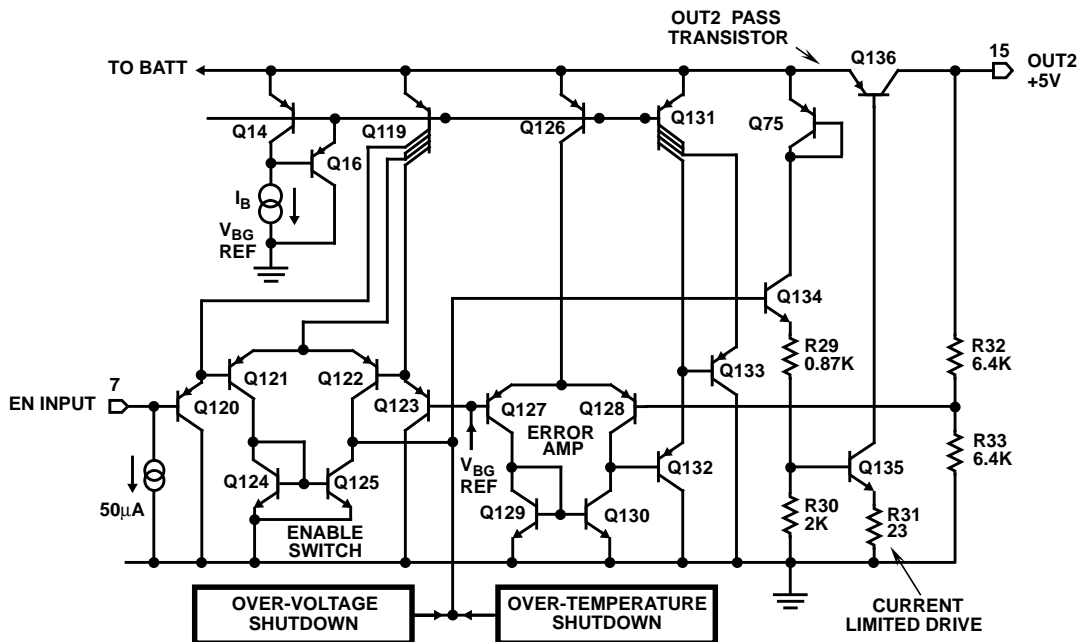 OUT2 PASS
TRANSISTOR
15
OUT2
+5V
Q136
TO BATT
Q14
Q119
Q126
Q131
Q75
Q16
I_B
V_BG
REF
Q134
R29
0.87K
R32
6.4K
7
EN INPUT
Q120
Q121
Q122
Q123
Q127
Q128
Q133
ERROR
AMP
V_BG
REF
Q132
Q135
R33
6.4K
50µA
Q124
Q125
Q129
Q130
R30
2K
R31
23
ENABLE
SWITCH
OVER-VOLTAGE
SHUTDOWN
OVER-TEMPERATURE
SHUTDOWN
CURRENT
LIMITED DRIVE